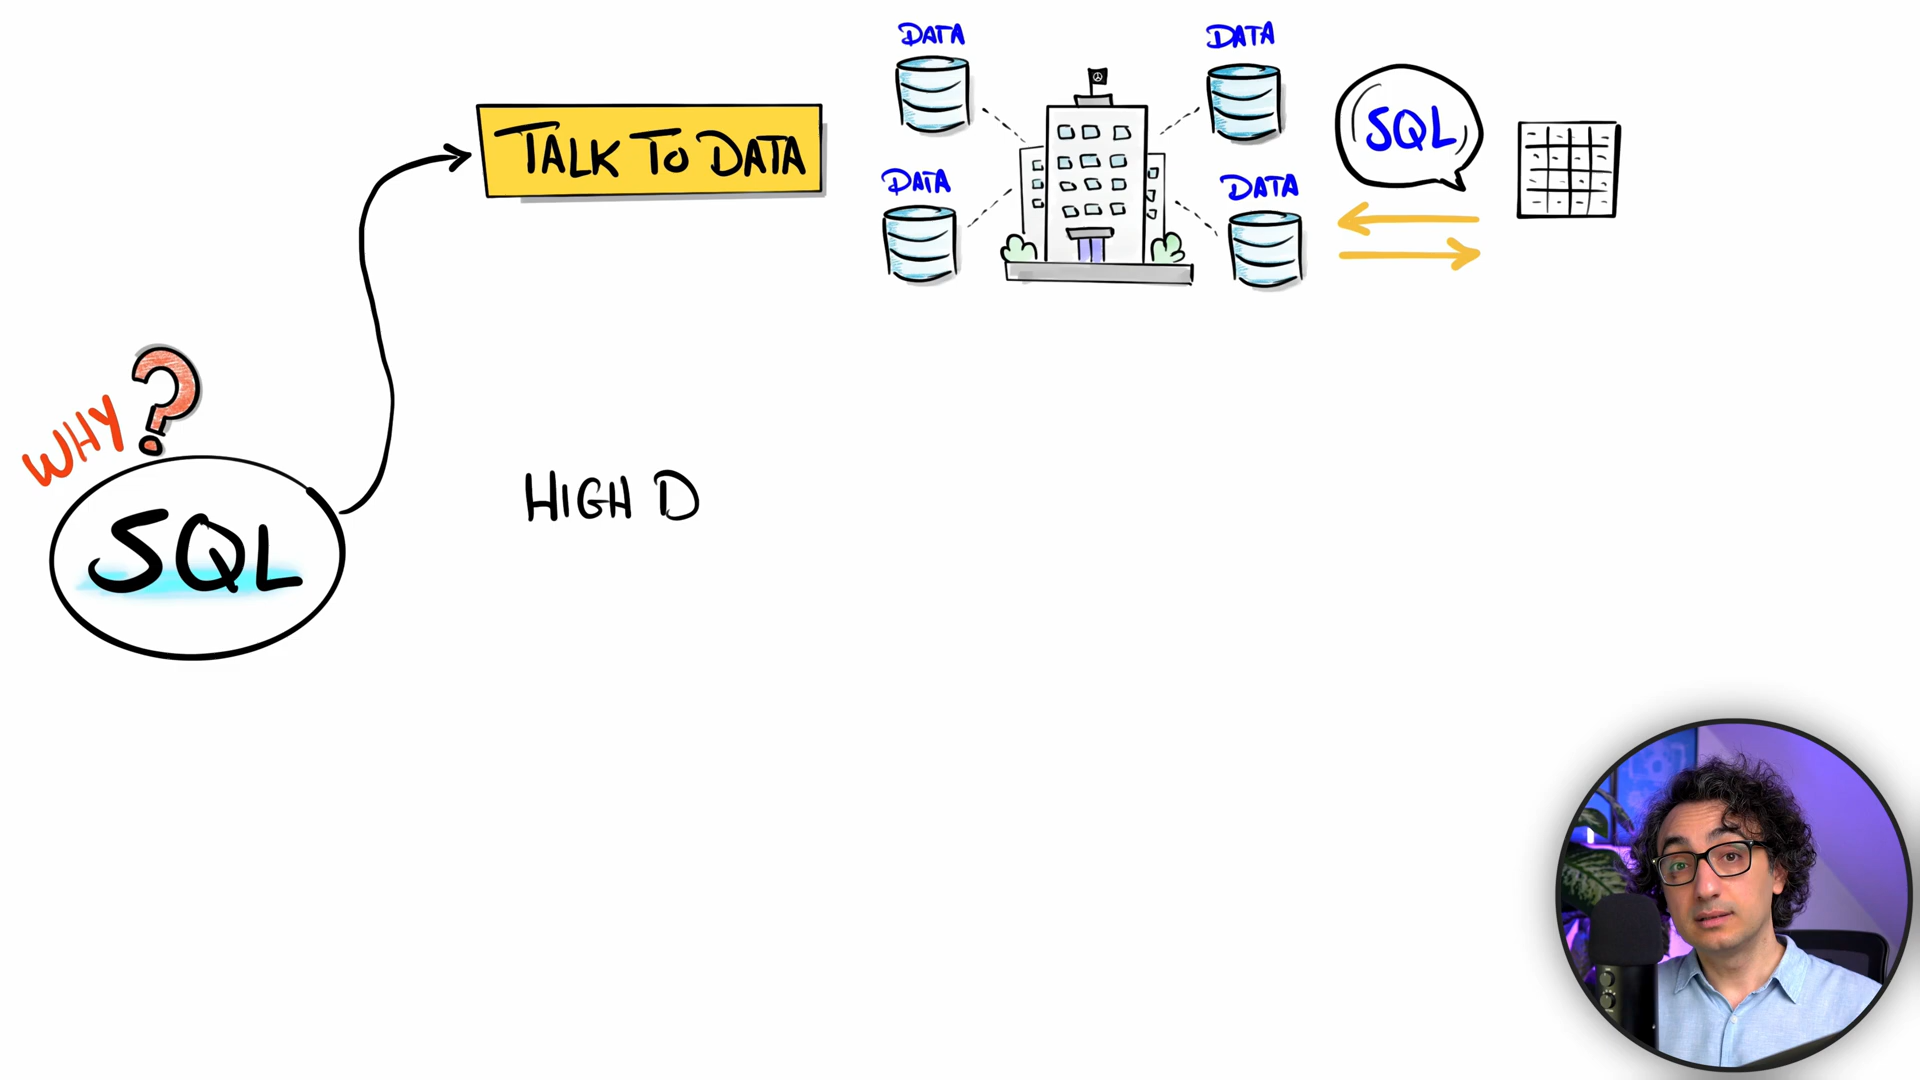 DATA
DATA
TALK TO DATA
SQL
DATA
DATA
WHY?
SQL
HIGH D